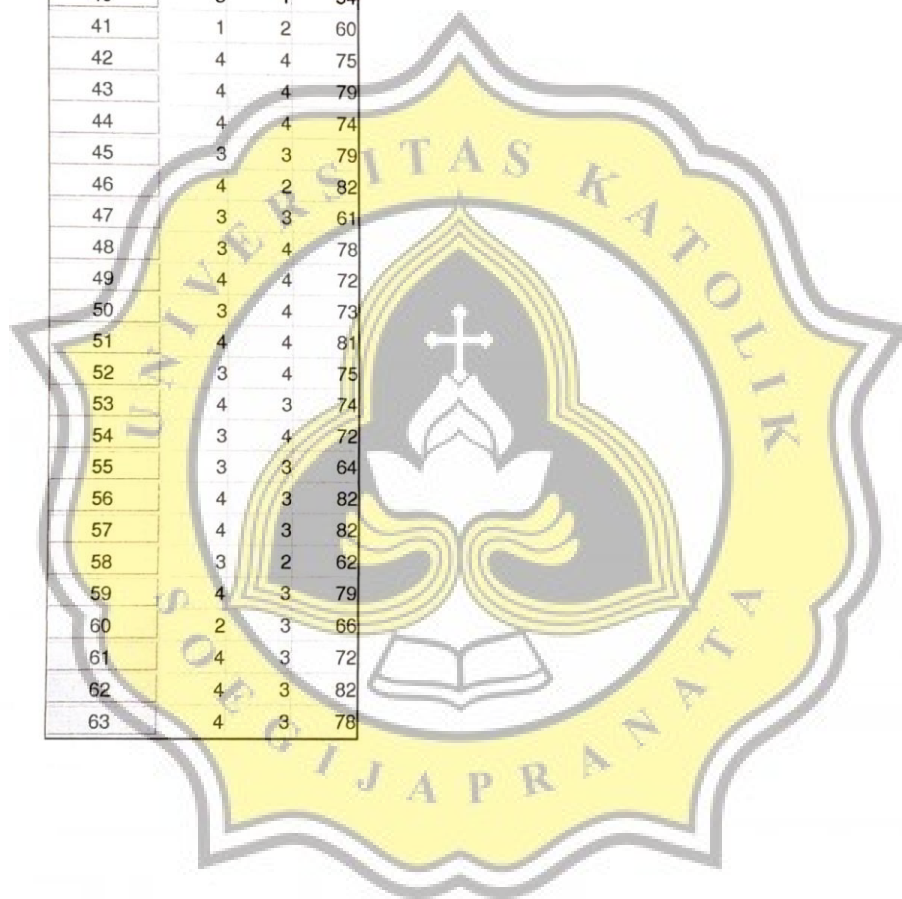 41 1 2 60
42 4 4 75
43 4 4 79
44 4 4 74
45 3 3 79
46 4 2 82
47 3 3 61
48 3 4 78
49 4 4 72
50 3 4 73
51 4 4 81
52 3 4 75
53 4 3 74
54 3 4 72
55 3 3 64
56 4 3 82
57 4 3 82
58 3 2 62
59 4 3 79
60 2 3 66
61 4 3 72
62 4 3 82
63 4 3 78
UNIVERSITAS KATOLIK
SOEGIJAPRANATA